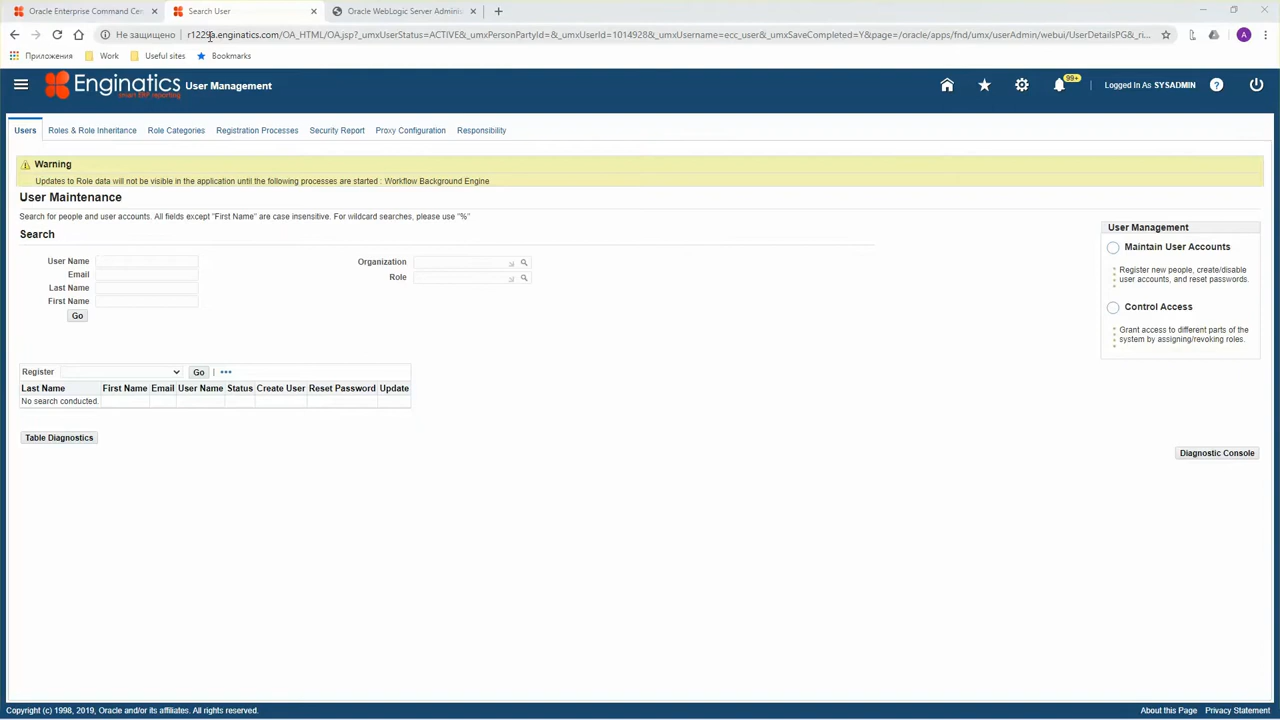 Oracle Enterprise Command Ce
Search User
Oracle WebLogic Server Adminis
Не защищено
r12298.enginatics.com/OA_HTML/OA.jsp?_umxUserStatus=ACTIVE&_umxPersonPartyId=&_umxUserId=1014928&_umxUsername=ecc_user&_umxSaveCompleted=Y&page=/oracle/apps/fnd/umx/userAdmin/webui/UserDetailsPG&_ri...
A
Приложения
Work
Useful sites
Bookmarks
Enginatics
smart ERP reporting
User Management
99+
Logged In As SYSADMIN
Users
Roles & Role Inheritance
Role Categories
Registration Processes
Security Report
Proxy Configuration
Responsibility
Warning
Updates to Role data will not be visible in the application until the following processes are started : Workflow Background Engine
User Maintenance
Search for people and user accounts. All fields except "First Name" are case insensitive. For wildcard searches, please use "%"
Search
User Name
Email
Last Name
First Name
Organization
Role
Go
User Management
Maintain User Accounts
Register new people, create/disable
user accounts, and reset passwords.
Control Access
Grant access to different parts of the
system by assigning/revoking roles.
Register
Go
Last Name First Name Email User Name Status Create User Reset Password Update
No search conducted.
Table Diagnostics
Diagnostic Console
Copyright (c) 1998, 2019, Oracle and/or its affiliates. All rights reserved.
About this Page
Privacy Statement